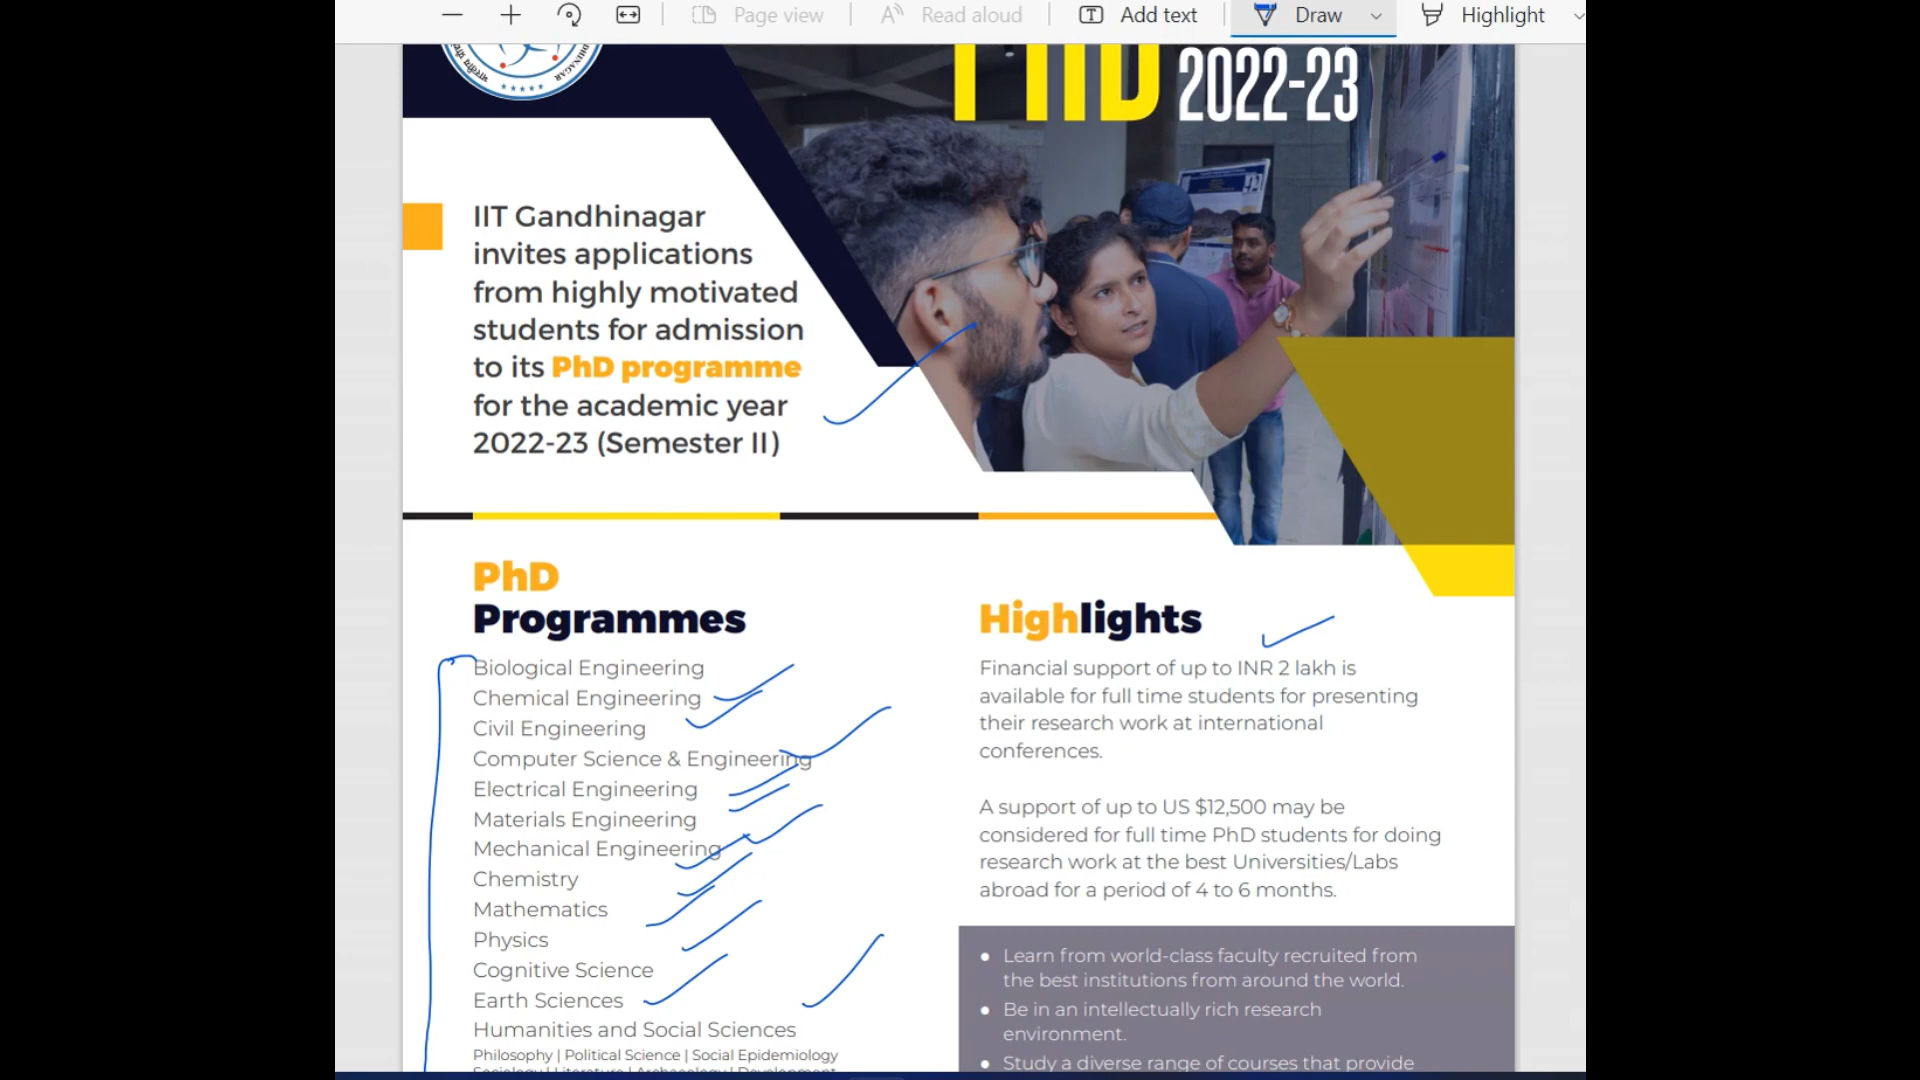 Page view
Read aloud
Add text
Draw
Highlight
PhD
2022-23
IIT Gandhinagar
invites applications
from highly motivated
students for admission
to its PhD programme
for the academic year
2022-23 (Semester II)
PhD
Programmes
Biological Engineering
Chemical Engineering
Civil Engineering
Computer Science & Engineering
Electrical Engineering
Materials Engineering
Mechanical Engineering
Chemistry
Mathematics
Physics
Cognitive Science
Earth Sciences
Humanities and Social Sciences
Philosophy | Political Science | Social Epidemiology
Sociology | Literature | Archaeology | Development
Highlights
Financial support of up to INR 2 lakh is
available for full time students for presenting
their research work at international
conferences.
A support of up to US $12,500 may be
considered for full time PhD students for doing
research work at the best Universities/Labs
abroad for a period of 4 to 6 months.
● Learn from world-class faculty recruited from
the best institutions from around the world.
● Be in an intellectually rich research
environment.
● Study a diverse range of courses that provide